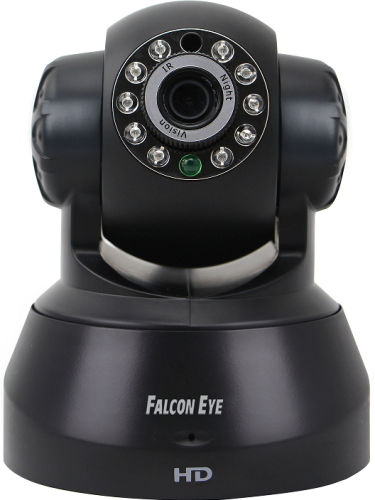 IR Night
Vision
FALCON EYE
HD